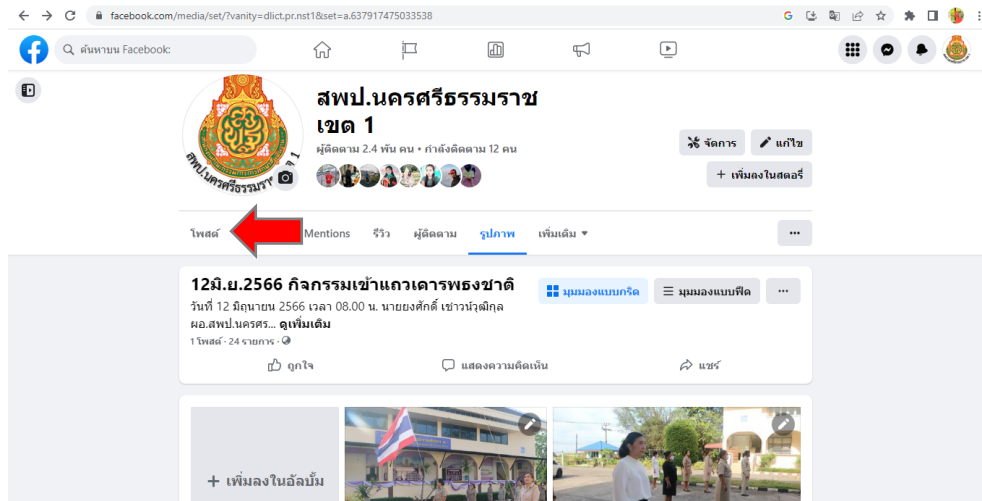 facebook.com/media/set/?vanity=dlict.pr.nst1&set=a.637917475033538
ค้นหาบน Facebook:
สพป.นครศรีธรรมราช
เขต 1
ผู้ติดตาม 2.4 พัน คน • กำลังติดตาม 12 คน
จัดการ
แก้ไข
+ เพิ่มลงในสตอรี่
โพสต์
Mentions
รีวิว
ผู้ติดตาม
รูปภาพ
เพิ่มเติม
12มิ.ย.2566 กิจกรรมเข้าแถวเคารพธงชาติ
มุมมองแบบกริด
มุมมองแบบฟีด
วันที่ 12 มิถุนายน 2566 เวลา 08.00 น. นายยงศักดิ์ เชาวน์วุฒิกุล
ผอ.สพป.นครศร... ดูเพิ่มเติม
1 โพสต์ · 24 รายการ ·
ถูกใจ
แสดงความคิดเห็น
แชร์
+ เพิ่มลงในอัลบั้ม